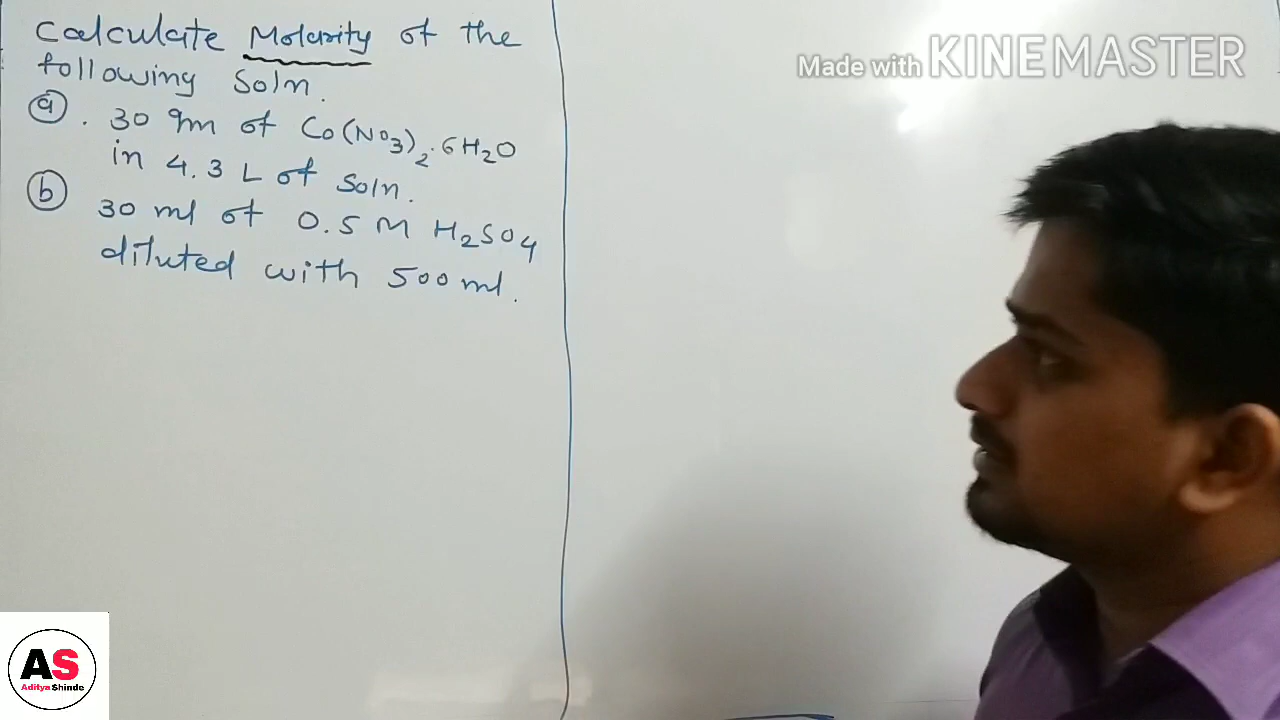 Calculate Molarity of the
following Soln.
ⓐ. 30 gm of Co(NO3)2.6H2O
in 4.3 L of Soln.
ⓑ 30 ml of 0.5 M H2SO4
diluted with 500 ml.
Made with KINEMASTER
AS
Aditya Shinde